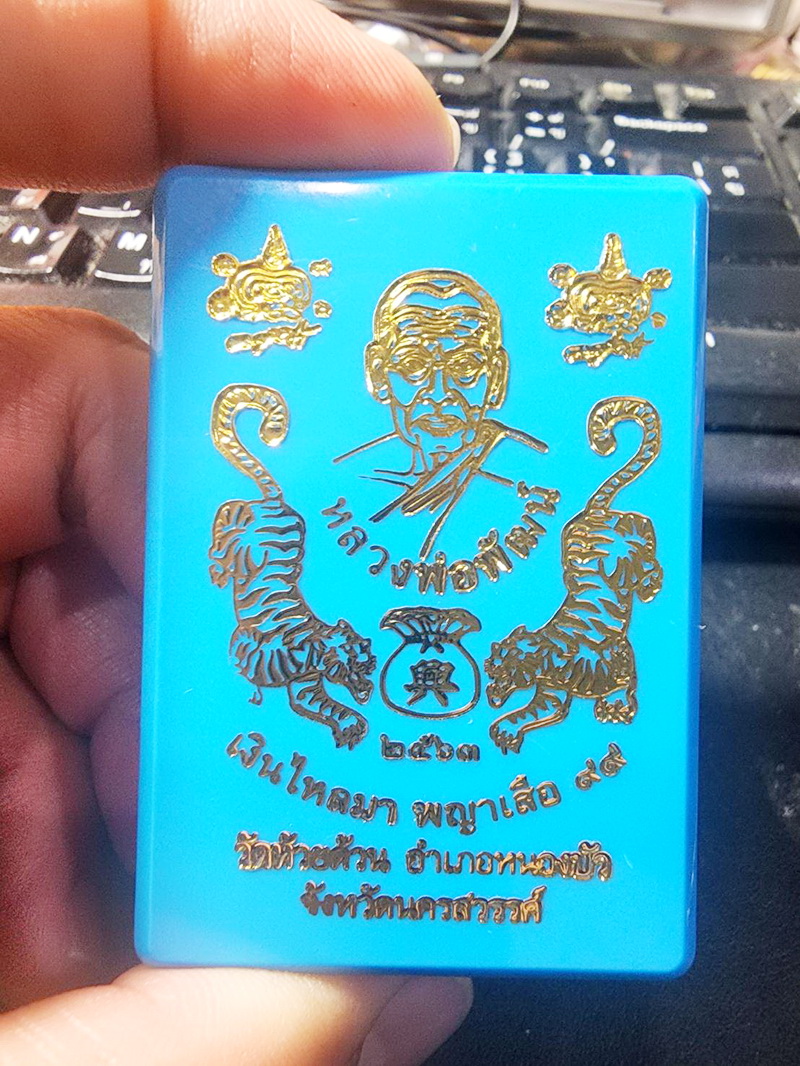 หลวงพ่อพัฒน์
興
๒๕๖๓
เงินไหลมา พญาเสือ ๙๙
วัดห้วยด้วน อำเภอหนองบัว
จังหวัดนครสวรรค์
Backspace
N
M